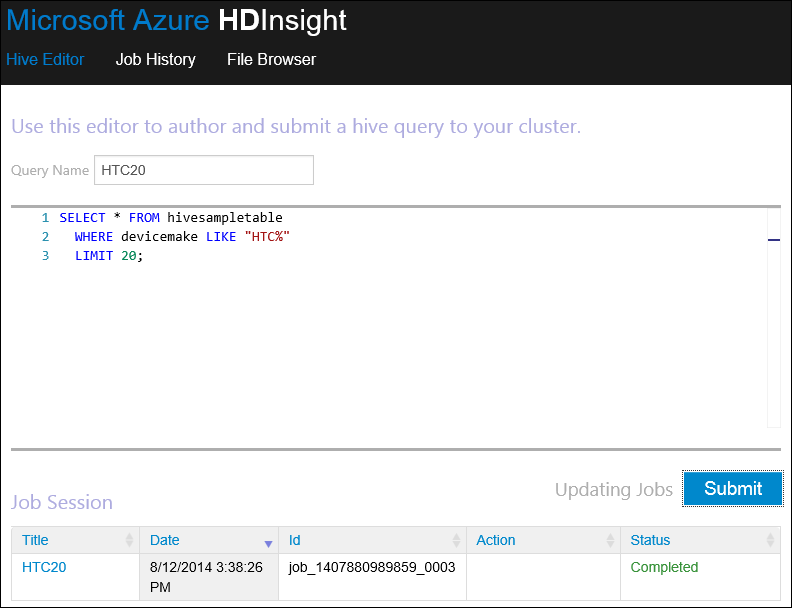 Microsoft Azure HDInsight
Hive Editor Job History File Browser
Use this editor to author and submit a hive query to your cluster.
Query Name HTC20
1 SELECT * FROM hivesampletable
2 WHERE devicemake LIKE "HTC%"
3 LIMIT 20;
Updating Jobs Submit
Job Session
Title Date Id Action Status
HTC20 8/12/2014 3:38:26 job_1407880989859_0003 Completed
PM